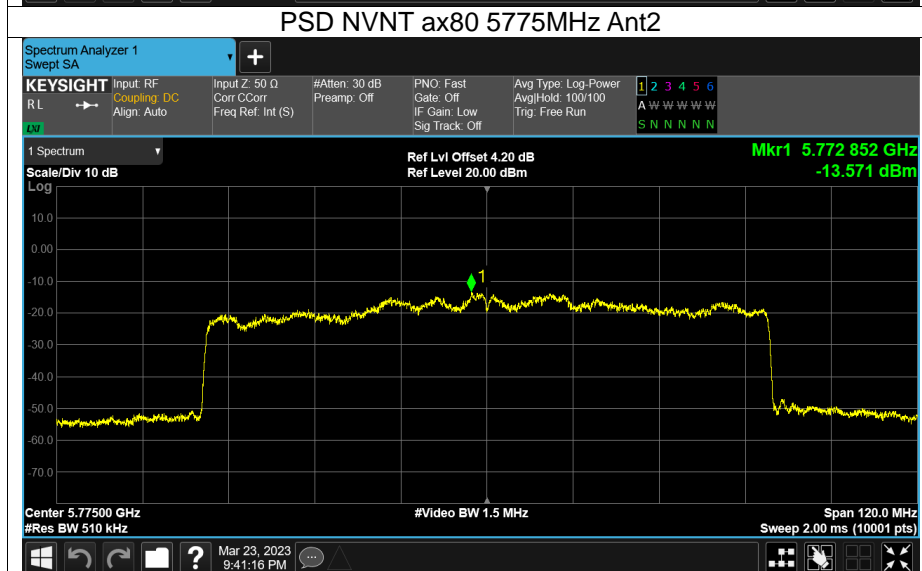 PSD NVNT ax80 5775MHz Ant2
Spectrum Analyzer 1
Swept SA
+
KEYSIGHT
R L
LXI
Input: RF
Coupling: DC
Align: Auto
Input Z: 50 Ω
Corr CCorr
Freq Ref: Int (S)
#Atten: 30 dB
Preamp: Off
PNO: Fast
Gate: Off
IF Gain: Low
Sig Track: Off
Avg Type: Log-Power
Avg|Hold: 100/100
Trig: Free Run
1 2 3 4 5 6
A W W W W W
S N N N N N
1 Spectrum
Scale/Div 10 dB
Log
Ref Lvl Offset 4.20 dB
Ref Level 20.00 dBm
Mkr1 5.772 852 GHz
-13.571 dBm
10.0
0.00
-10.0
-20.0
-30.0
-40.0
-50.0
-60.0
-70.0
1
Center 5.77500 GHz
#Res BW 510 kHz
#Video BW 1.5 MHz
Span 120.0 MHz
Sweep 2.00 ms (10001 pts)
?
Mar 23, 2023
9:41:16 PM